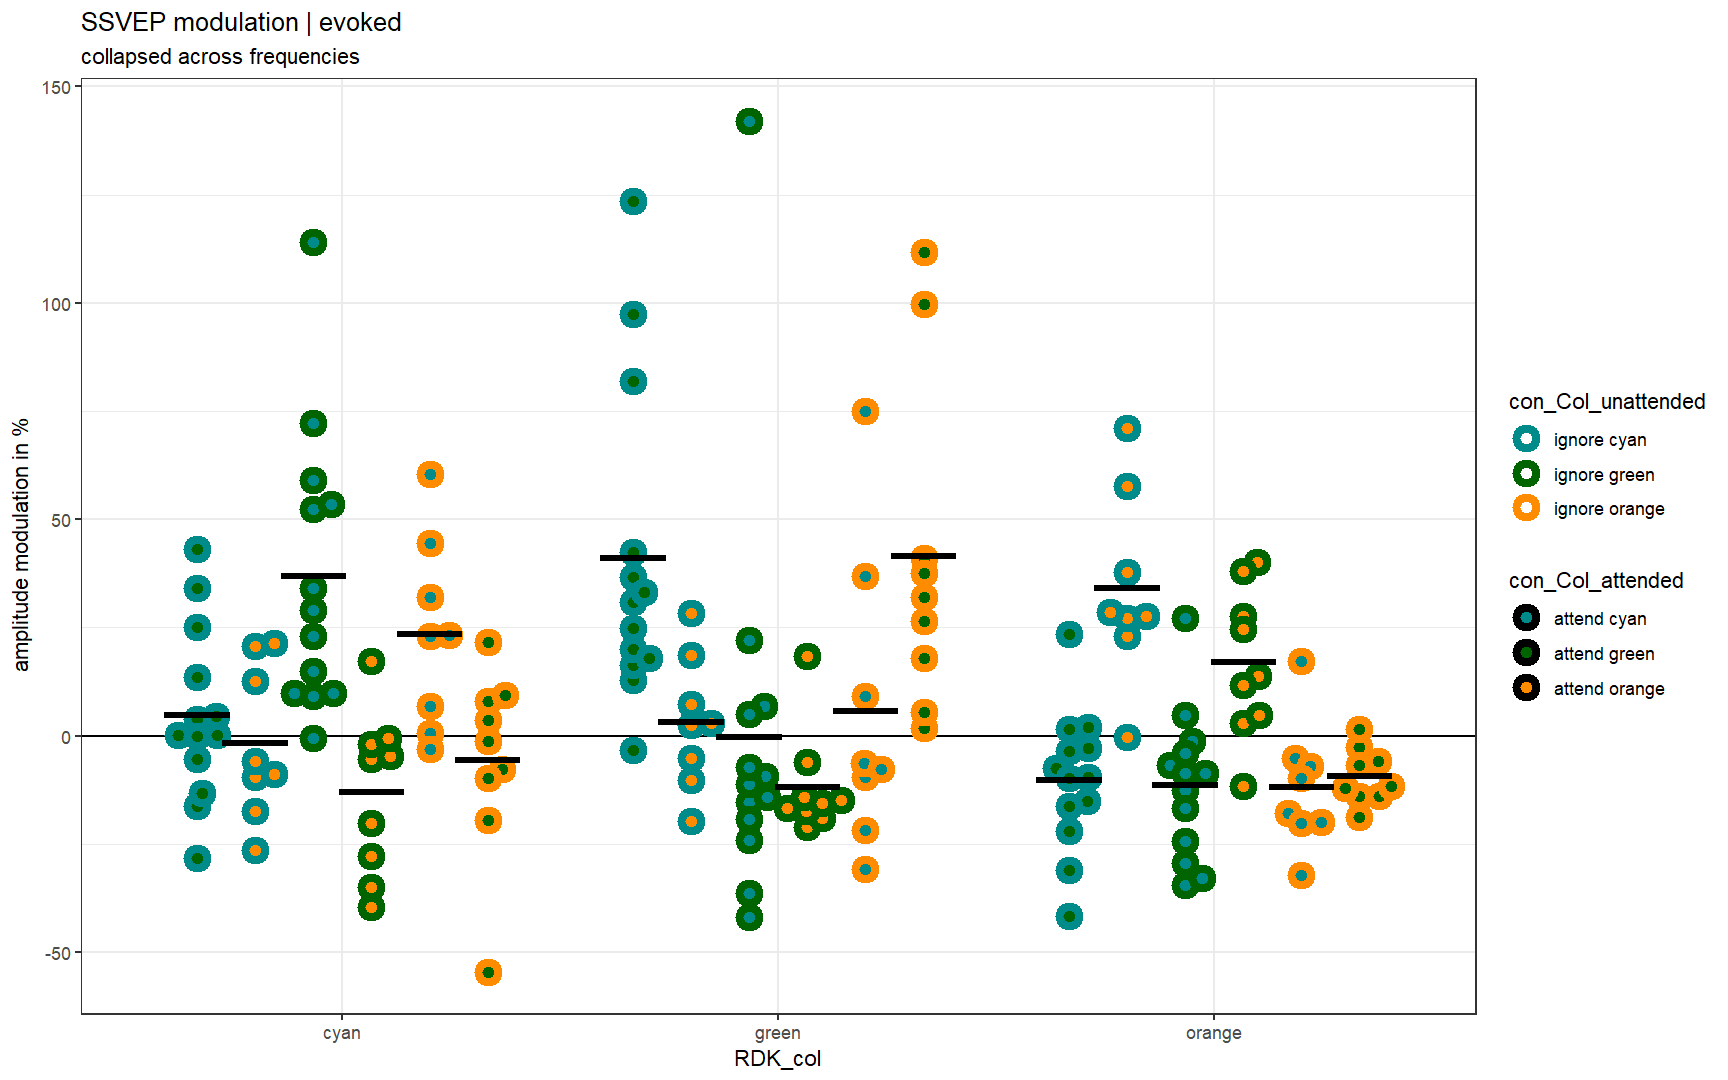 SSVEP modulation | evoked
collapsed across frequencies
amplitude modulation in %
150
100
50
0
-50
cyan
green
orange
RDK_col
con_Col_unattended
ignore cyan
ignore green
ignore orange
con_Col_attended
attend cyan
attend green
attend orange